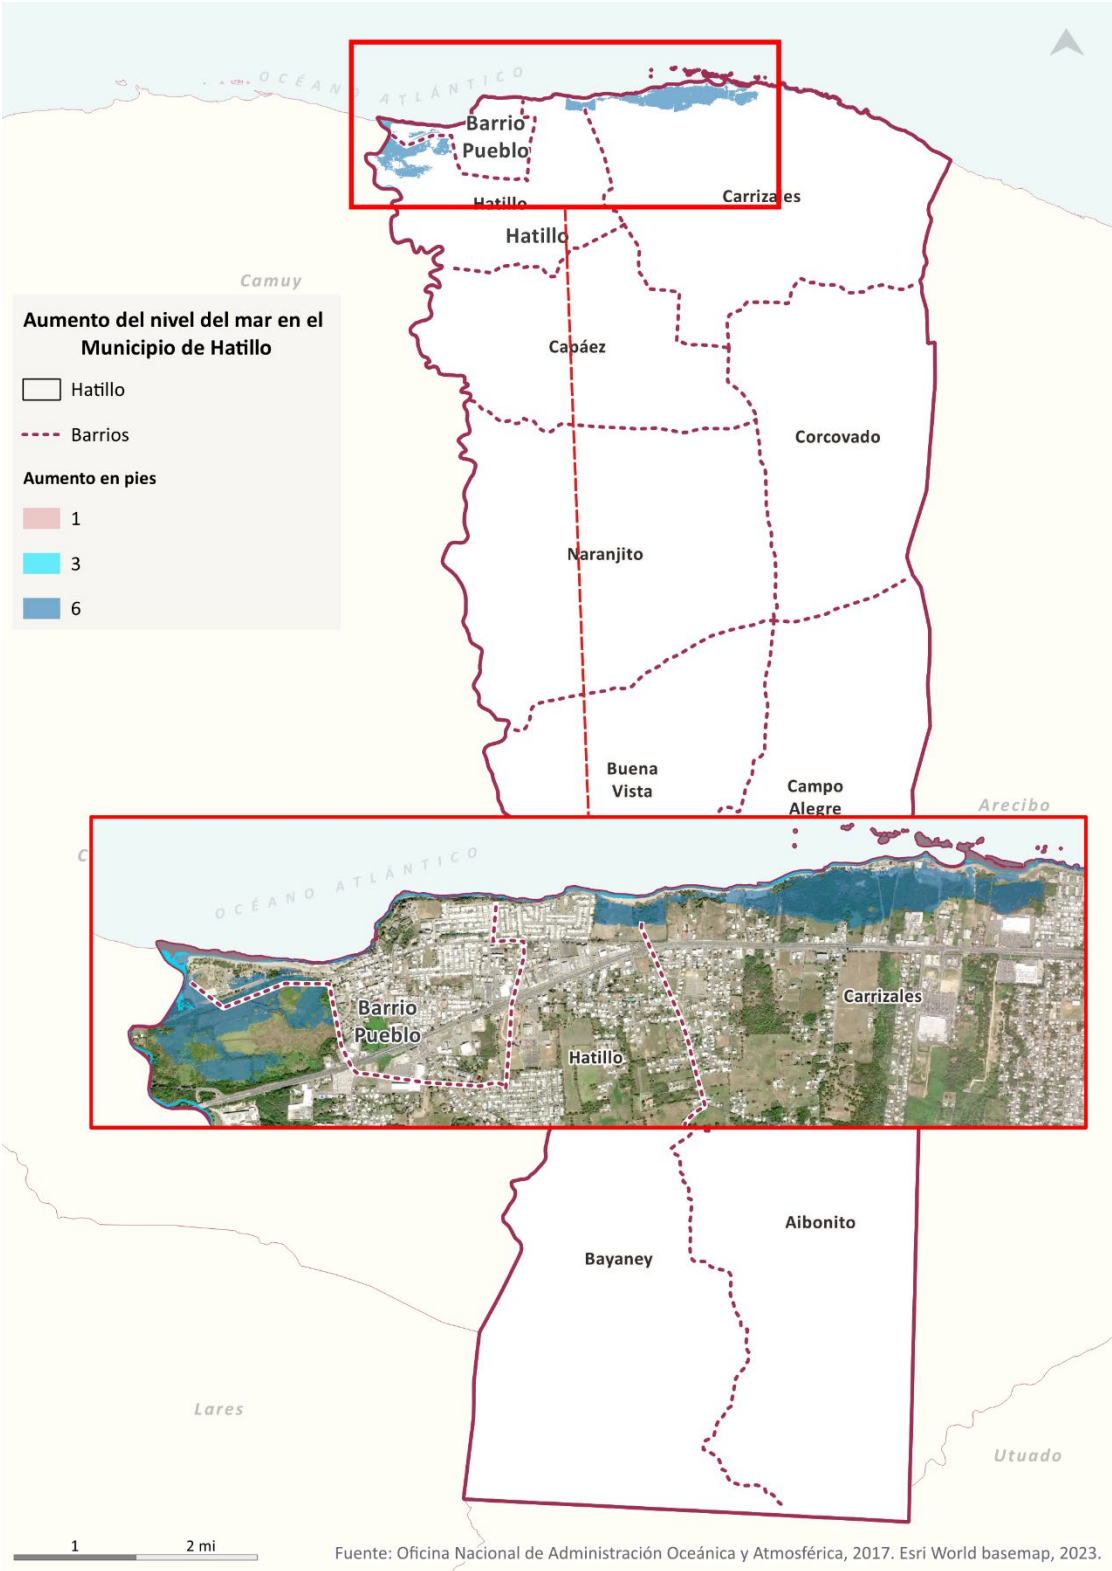 OCÉANO ATLÁNTICO
Barrio
Pueblo
Hatillo
Carrizales
Hatillo
Camuy
Aumento del nivel del mar en el
Municipio de Hatillo
Hatillo
Barrios
Aumento en pies
1
3
6
Capáez
Corcovado
Naranjito
Buena
Vista
Campo
Alegre
Arecibo
C
OCÉANO ATLÁNTICO
Barrio
Pueblo
Hatillo
Carrizales
Aibonito
Bayaney
Lares
Utuado
1
2 mi
Fuente: Oficina Nacional de Administración Oceánica y Atmosférica, 2017. Esri World basemap, 2023.